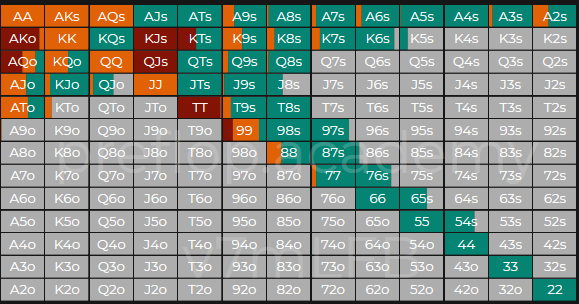 AA AKs AQs AJs ATs A9s A8s A7s A6s A5s A4s A3s A2s
AKo KK KQs KJs KTs K9s K8s K7s K6s K5s K4s K3s K2s
AQo KQo QQ QJs QTs Q9s Q8s Q7s Q6s Q5s Q4s Q3s Q2s
AJo KJo QJo JJ JTs J9s J8s J7s J6s J5s J4s J3s J2s
ATo KTo QTo JTo TT T9s T8s T7s T6s T5s T4s T3s T2s
A9o K9o Q9o J9o T9o 99 98s 97s 96s 95s 94s 93s 92s
A8o K8o Q8o J8o T8o 98o 88 87s 86s 85s 84s 83s 82s
preflop.academy
A7o K7o Q7o J7o T7o 97o 87o 77 76s 75s 74s 73s 72s
A6o K6o Q6o J6o T6o 96o 86o 76o 66 65s 64s 63s 62s
A5o K5o Q5o J5o T5o 95o 85o 75o 65o 55 54s 53s 52s
A4o K4o Q4o J4o T4o 94o 84o 74o 64o 54o 44 43s 42s
A3o K3o Q3o J3o T3o 93o 83o 73o 63o 53o 43o 33 32s
A2o K2o Q2o J2o T2o 92o 82o 72o 62o 52o 42o 32o 22